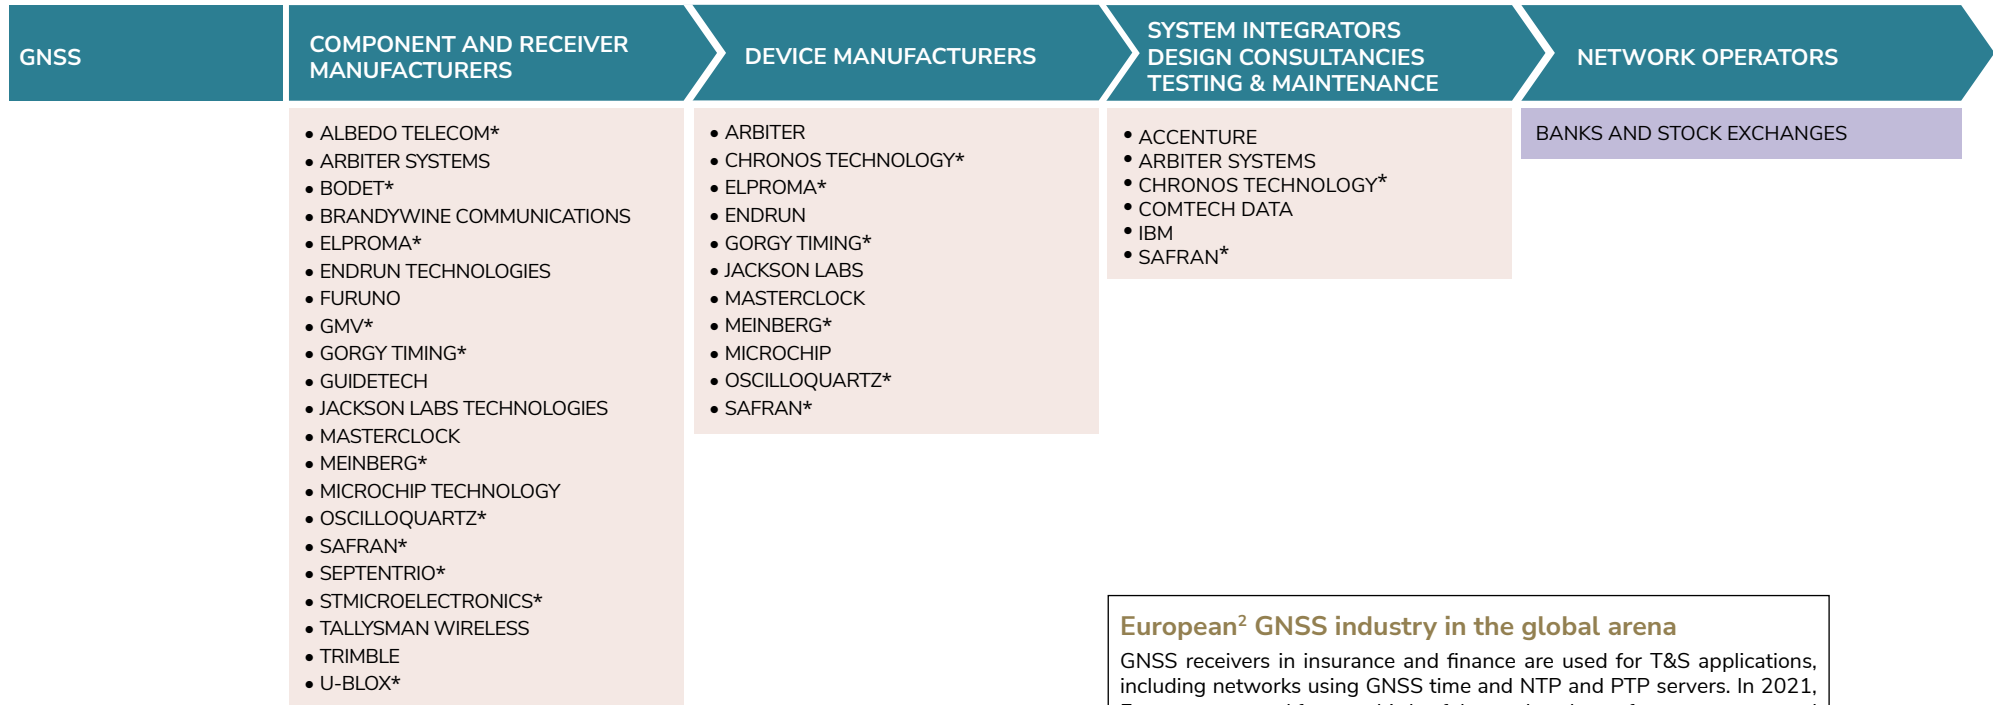 GNSS
COMPONENT AND RECEIVER
MANUFACTURERS
DEVICE MANUFACTURERS
SYSTEM INTEGRATORS
DESIGN CONSULTANCIES
TESTING & MAINTENANCE
NETWORK OPERATORS
• ALBEDO TELECOM*
• ARBITER SYSTEMS
• BODET*
• BRANDYWINE COMMUNICATIONS
• ELPROMA*
• ENDRUN TECHNOLOGIES
• FURUNO
• GMV*
• GORGY TIMING*
• GUIDETECH
• JACKSON LABS TECHNOLOGIES
• MASTERCLOCK
• MEINBERG*
• MICROCHIP TECHNOLOGY
• OSCILLOQUARTZ*
• SAFRAN*
• SEPTENTRIO*
• STMICROELECTRONICS*
• TALLYSMAN WIRELESS
• TRIMBLE
• U-BLOX*
• ARBITER
• CHRONOS TECHNOLOGY*
• ELPROMA*
• ENDRUN
• GORGY TIMING*
• JACKSON LABS
• MASTERCLOCK
• MEINBERG*
• MICROCHIP
• OSCILLOQUARTZ*
• SAFRAN*
• ACCENTURE
• ARBITER SYSTEMS
• CHRONOS TECHNOLOGY*
• COMTECH DATA
• IBM
• SAFRAN*
BANKS AND STOCK EXCHANGES
European² GNSS industry in the global arena
GNSS receivers in insurance and finance are used for T&S applications,
including networks using GNSS time and NTP and PTP servers. In 2021,